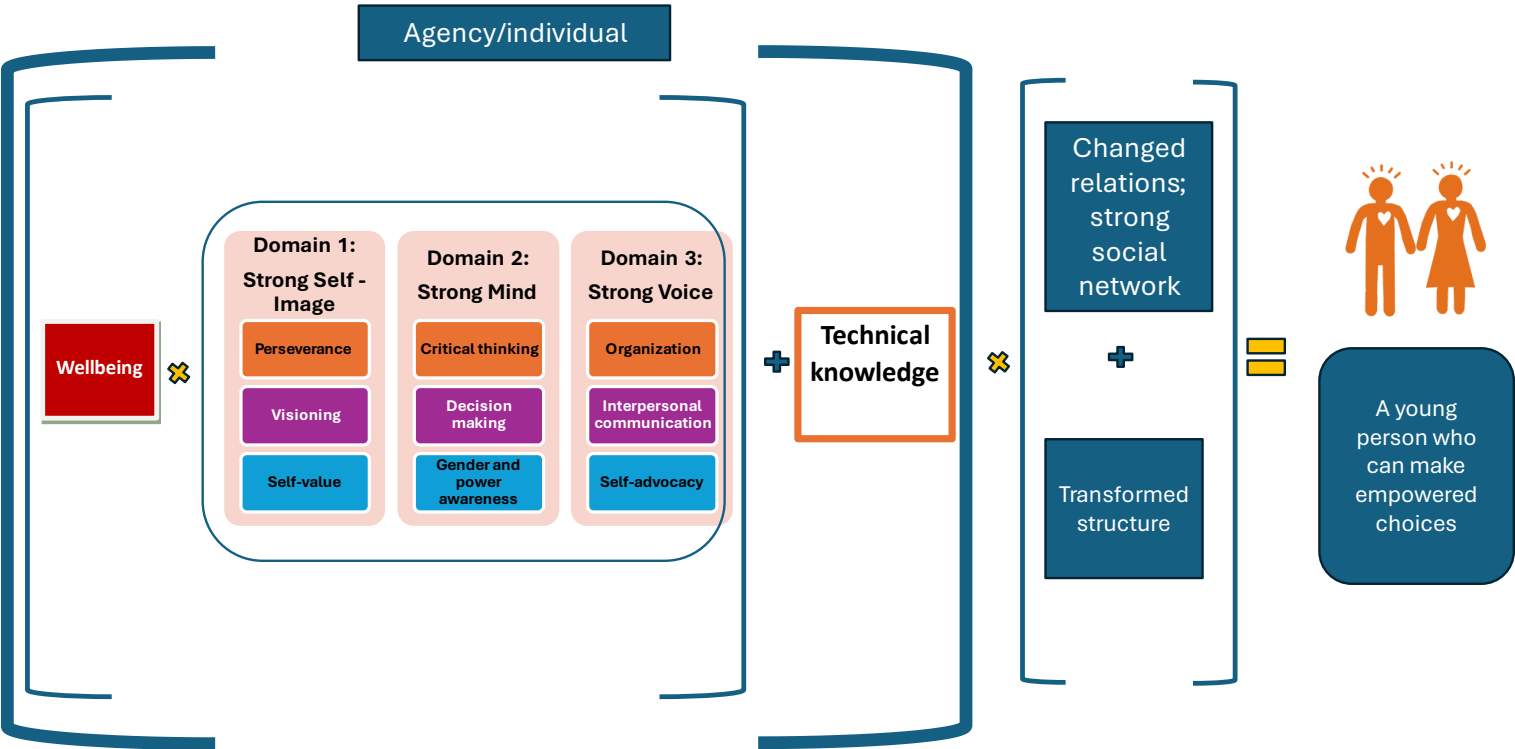 Agency/individual
Wellbeing
Domain 1:
Strong Self -
Image
Perseverance
Visioning
Self-value
Domain 2:
Strong Mind
Critical thinking
Decision
making
Gender and
power
awareness
Domain 3:
Strong Voice
Organization
Interpersonal
communication
Self-advocacy
Technical
knowledge
Changed
relations;
strong
social
network
Transformed
structure
A young
person who
can make
empowered
choices